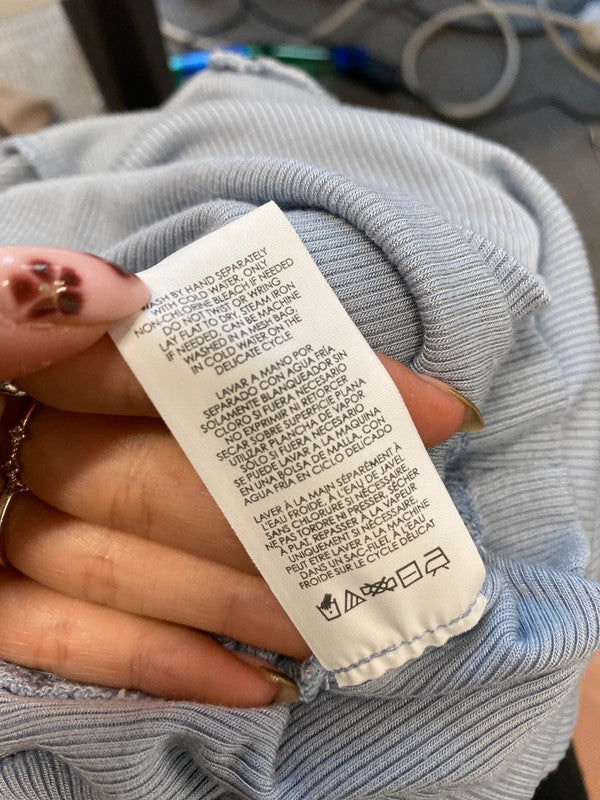 WASH BY HAND SEPARATELY
WITH COLD WATER, ONLY
NON CHLORINE BLEACH IF NEEDED
DO NOT TWIST OR WRING
LAY FLAT TO DRY, STEAM IRON
IF NEEDED, CAN BE MACHINE
WASHED IN A MESH BAG,
IN COLD WATER ON THE
DELICATE CYCLE
LAVAR A MANO POR
SEPARADO CON AGUA FRÍA
SOLAMENTE BLANQUEADOR SIN
CLORO SI FUERA NECESARIO
NO EXPRIMIR NI RETORCER
SECAR SOBRE SUPERFICIE PLANA
UTILIZAR PLANCHA DE VAPOR
SOLO SI FUERA NECESARIO
SE PUEDE LAVAR A LA MAQUINA
EN UNA BOLSA DE MALLA, CON
AGUA FRIA EN CICLO DELICADO
LAVER A LA MAIN SÉPARÉMENT À
L'EAU FROIDE, À L'EAU DE JAVEL
SANS CHLORURE SI NÉCESSAIRE,
NE PAS TORDRE NI PRESSER, SÉCHER
À PLAT, REPASSER À LA VAPEUR
UNIQUEMENT SI NÉCESSAIRE,
PEUT ÊTRE LAVER A LA MACHINE
DANS UN SAC-FILET, À L'EAU
FROIDE SUR LE CYCLE DÉLICAT